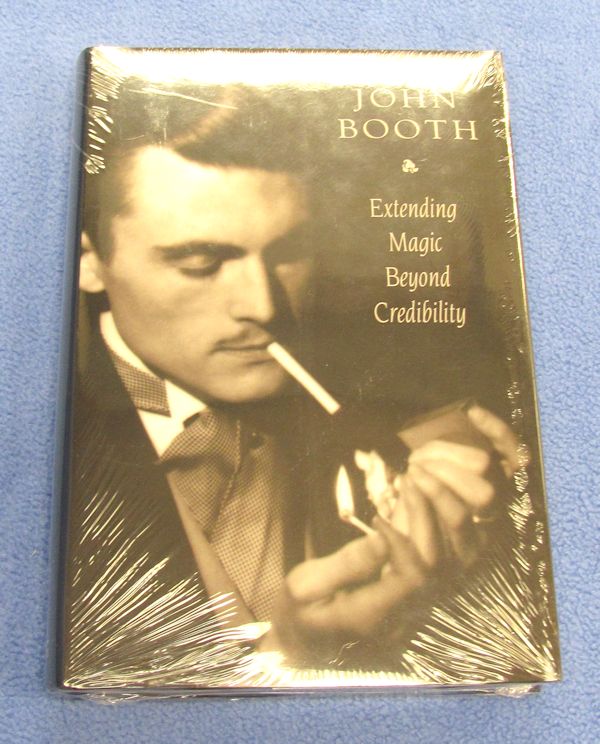 JOHN
BOOTH
Extending
Magic
Beyond
Credibility